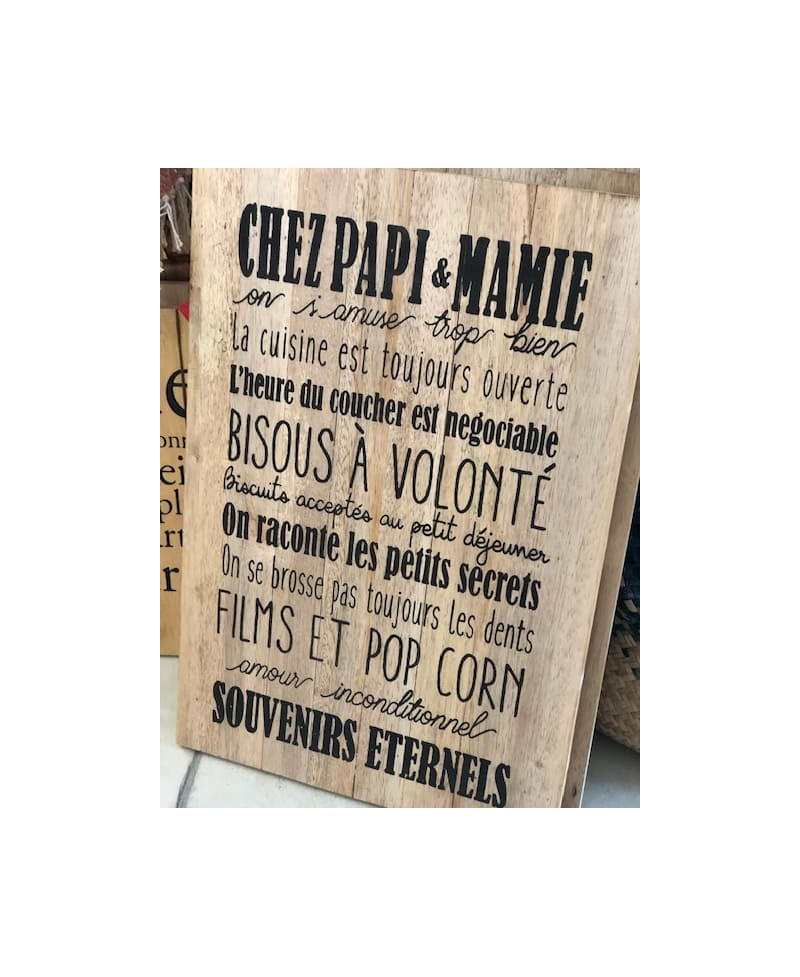 CHEZ PAPI & MAMIE
on s'amuse trop bien
La cuisine est toujours ouverte
L'heure du coucher est negociable
BISOUS À VOLONTÉ
Biscuits acceptés au petit déjeuner
On raconte les petits secrets
On se brosse pas toujours les dents
FILMS ET POP CORN
amour inconditionnel
SOUVENIRS ETERNELS